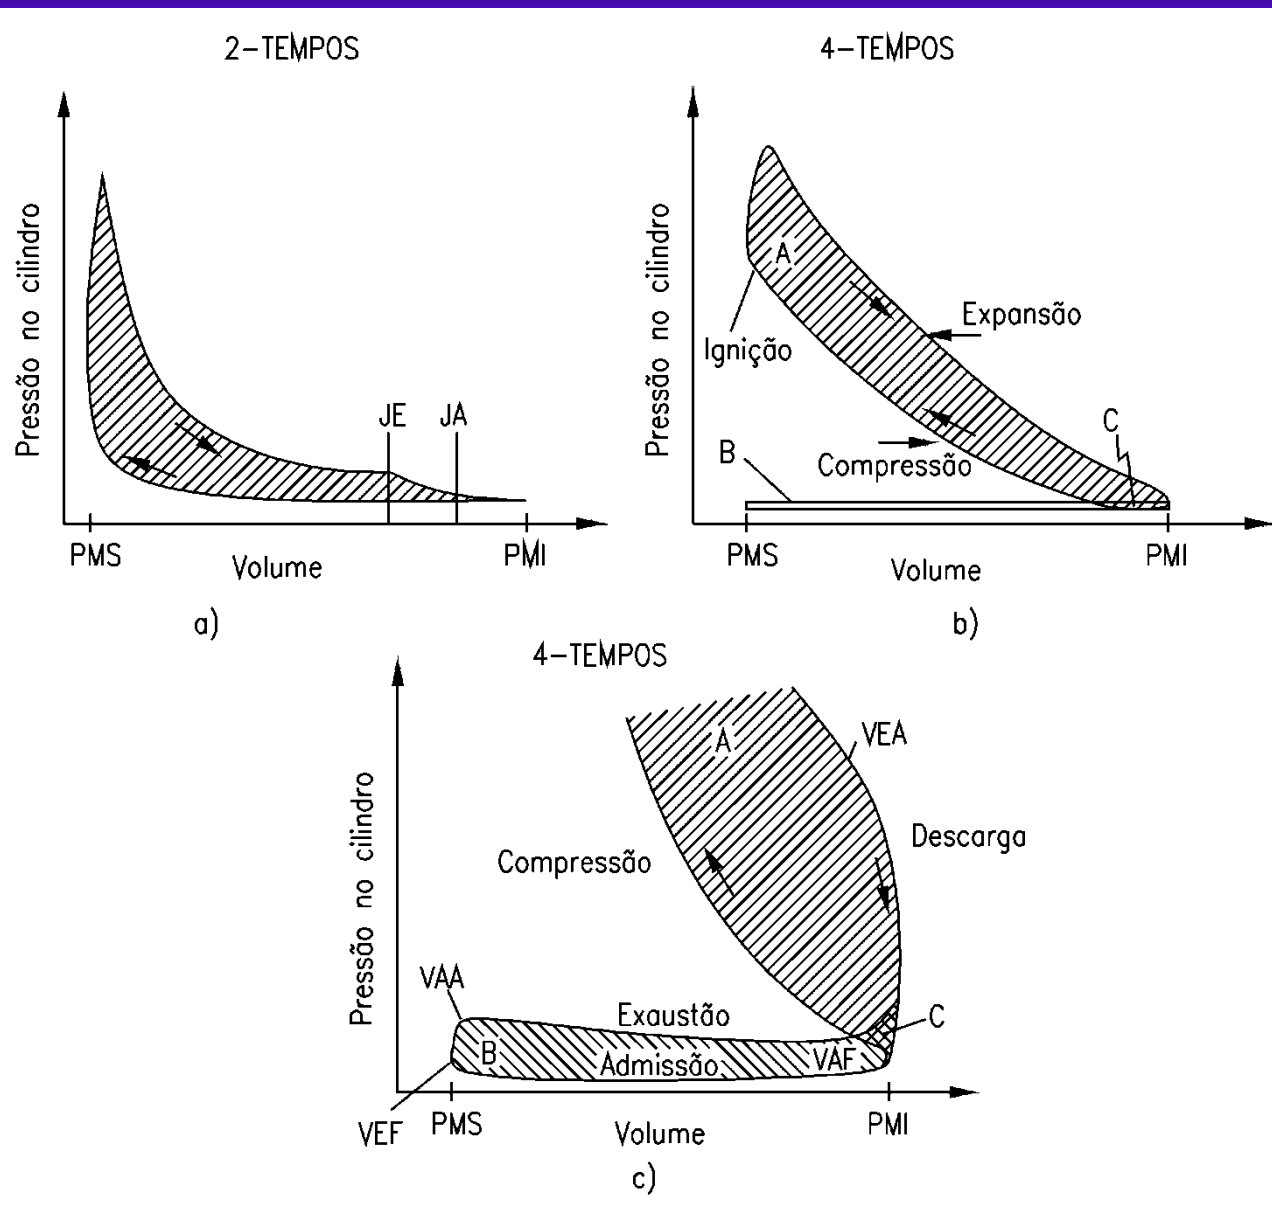 2-TEMPOS
Pressão no cilindro
JE
JA
PMS
Volume
PMI
a)
4-TEMPOS
Pressão no cilindro
A
Ignição
Expansão
B
Compressão
C
PMS
Volume
PMI
b)
4-TEMPOS
Pressão no cilindro
A
VEA
Descarga
Compressão
VAA
Exaustão
C
B
Admissão
VAF
VEF
PMS
Volume
PMI
c)